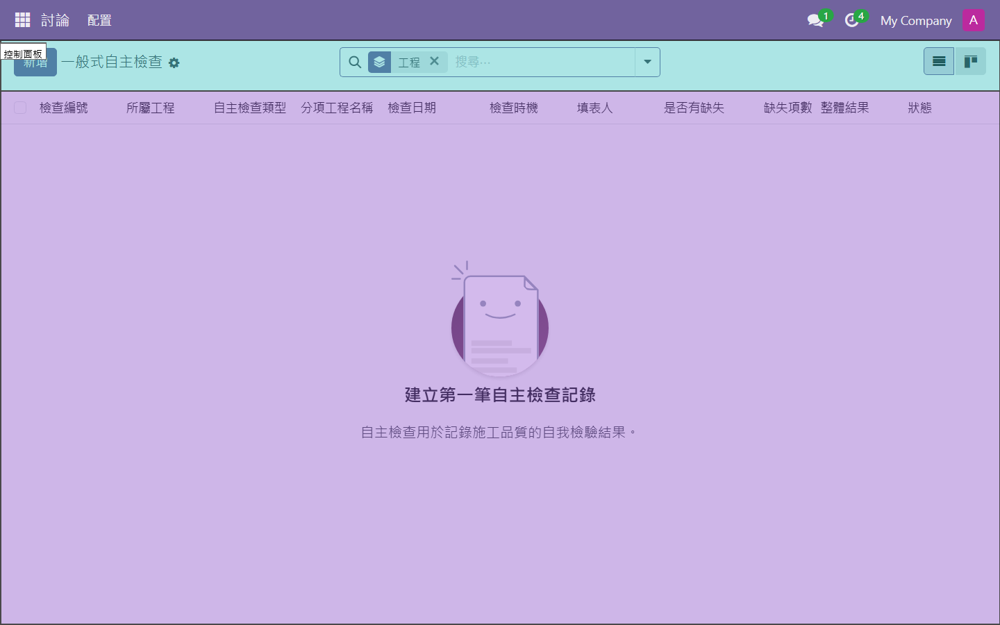 討論 配置 1 4 My Company A
控制面板
新增 一般式自主檢查 工程 搜尋...
檢查編號 所屬工程 自主檢查類型 分項工程名稱 檢查日期 檢查時機 填表人 是否有缺失 缺失項數 整體結果 狀態
建立第一筆自主檢查記錄
自主檢查用於記錄施工品質的自我檢驗結果。